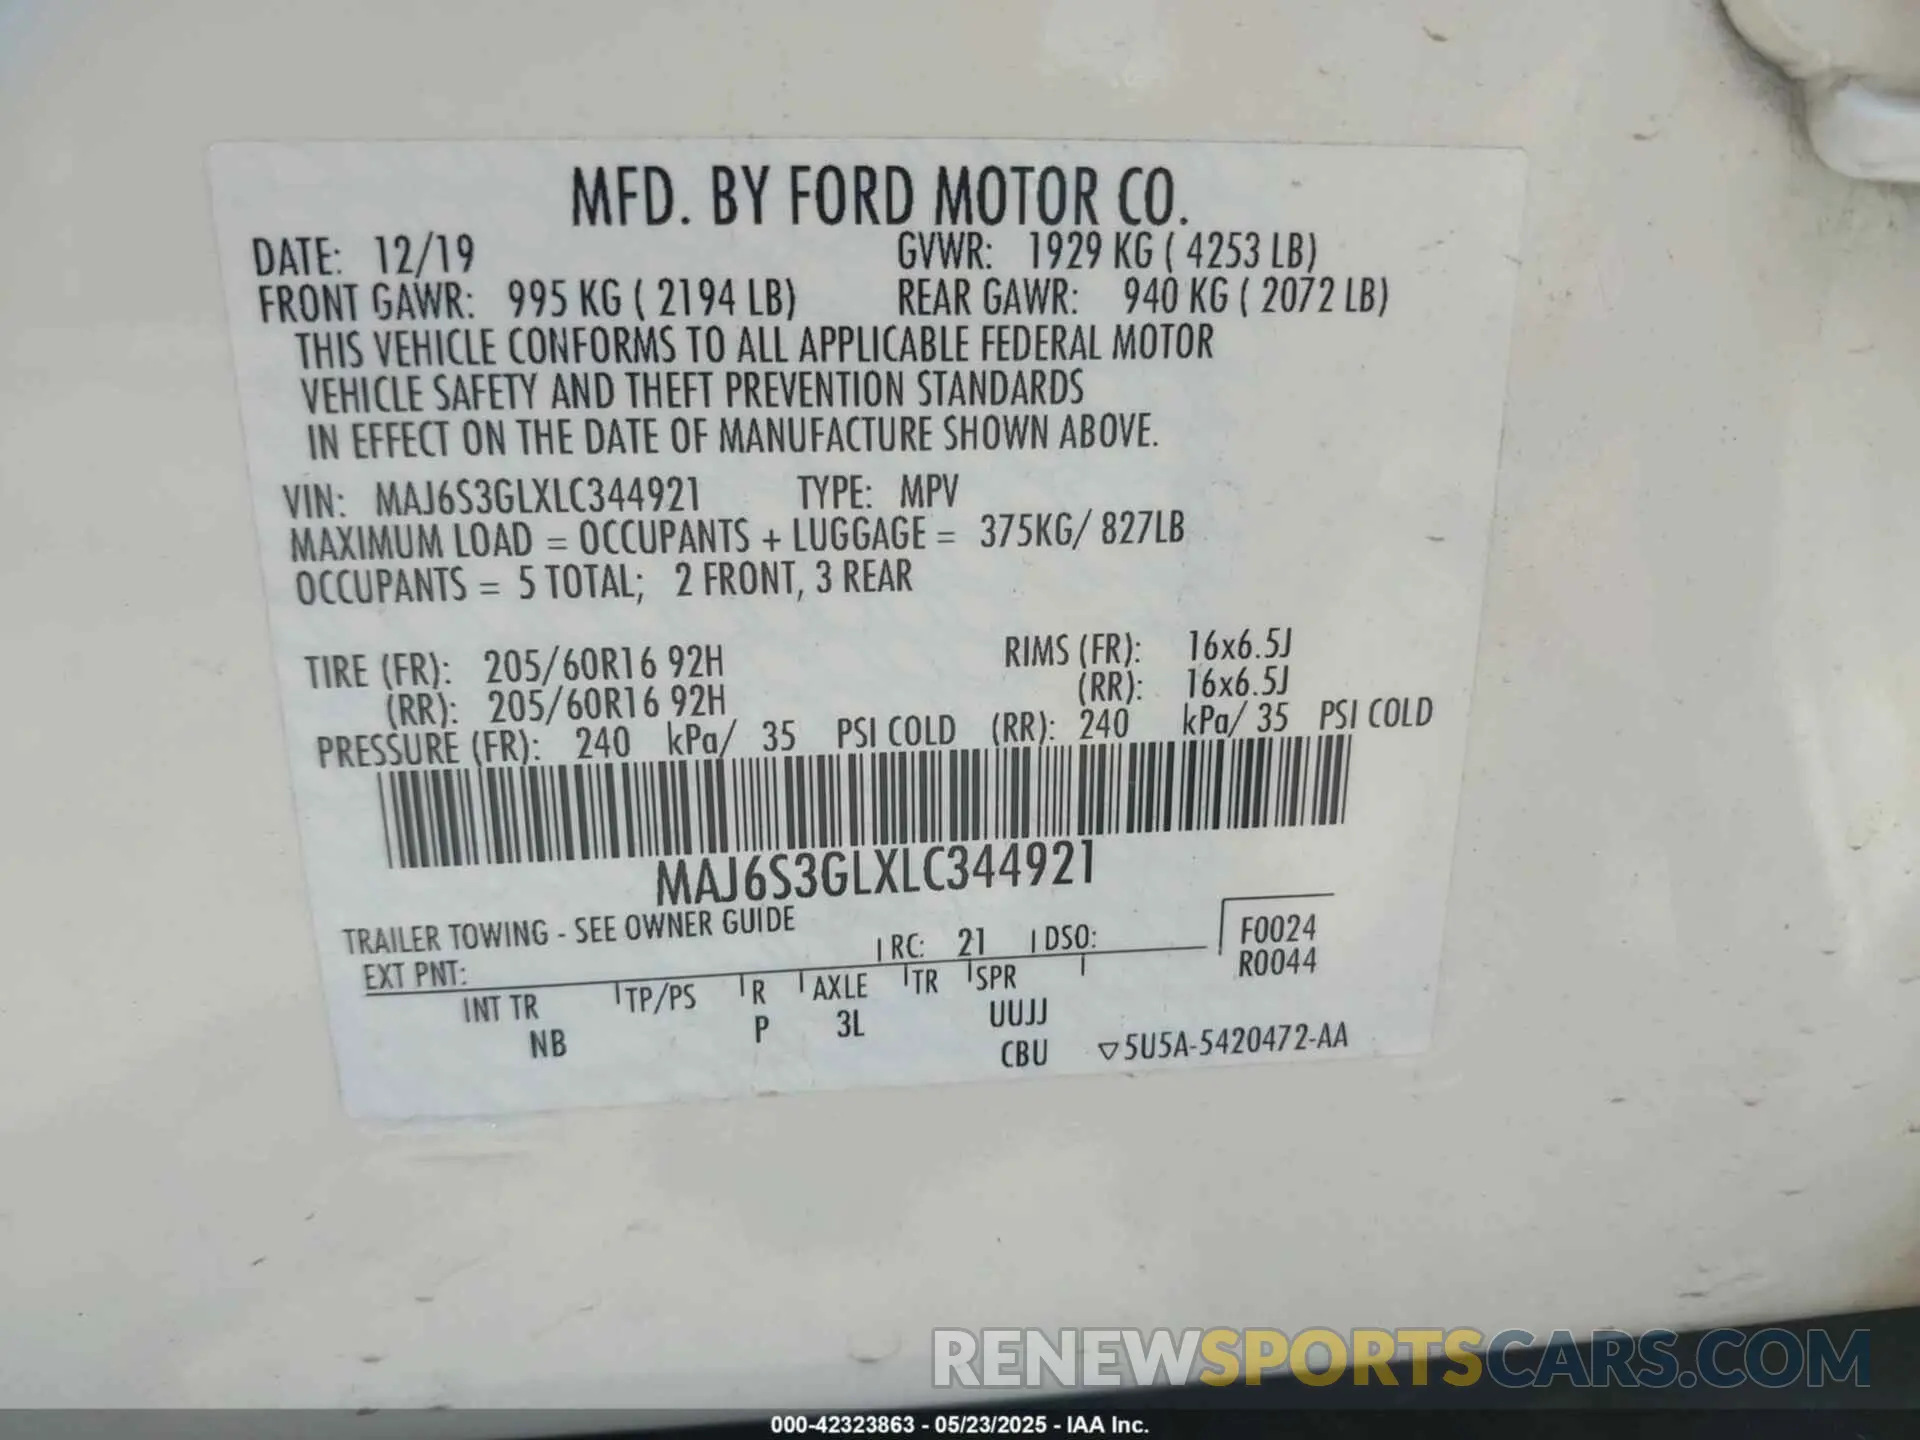 MFD. BY FORD MOTOR CO.
DATE: 12/19 GVWR: 1929 KG ( 4253 LB)
FRONT GAWR: 995 KG ( 2194 LB) REAR GAWR: 940 KG ( 2072 LB)
THIS VEHICLE CONFORMS TO ALL APPLICABLE FEDERAL MOTOR
VEHICLE SAFETY AND THEFT PREVENTION STANDARDS
IN EFFECT ON THE DATE OF MANUFACTURE SHOWN ABOVE.
VIN: MAJ6S3GLXLC344921 TYPE: MPV
MAXIMUM LOAD = OCCUPANTS + LUGGAGE = 375KG/ 827LB
OCCUPANTS = 5 TOTAL; 2 FRONT, 3 REAR
TIRE (FR): 205/60R16 92H RIMS (FR): 16x6.5J
(RR): 205/60R16 92H (RR): 16x6.5J
PRESSURE (FR): 240 kPa/ 35 PSI COLD (RR): 240 kPa/ 35 PSI COLD
MAJ6S3GLXLC344921
TRAILER TOWING - SEE OWNER GUIDE
EXT PNT: RC: 21 DSO: F0024
R0044
INT TR TP/PS R AXLE TR SPR
NB P 3L UUJJ
CBU ▽5U5A-5420472-AA
RENEWSPORTSCARS.COM
000-42323863 - 05/23/2025 - IAA Inc.